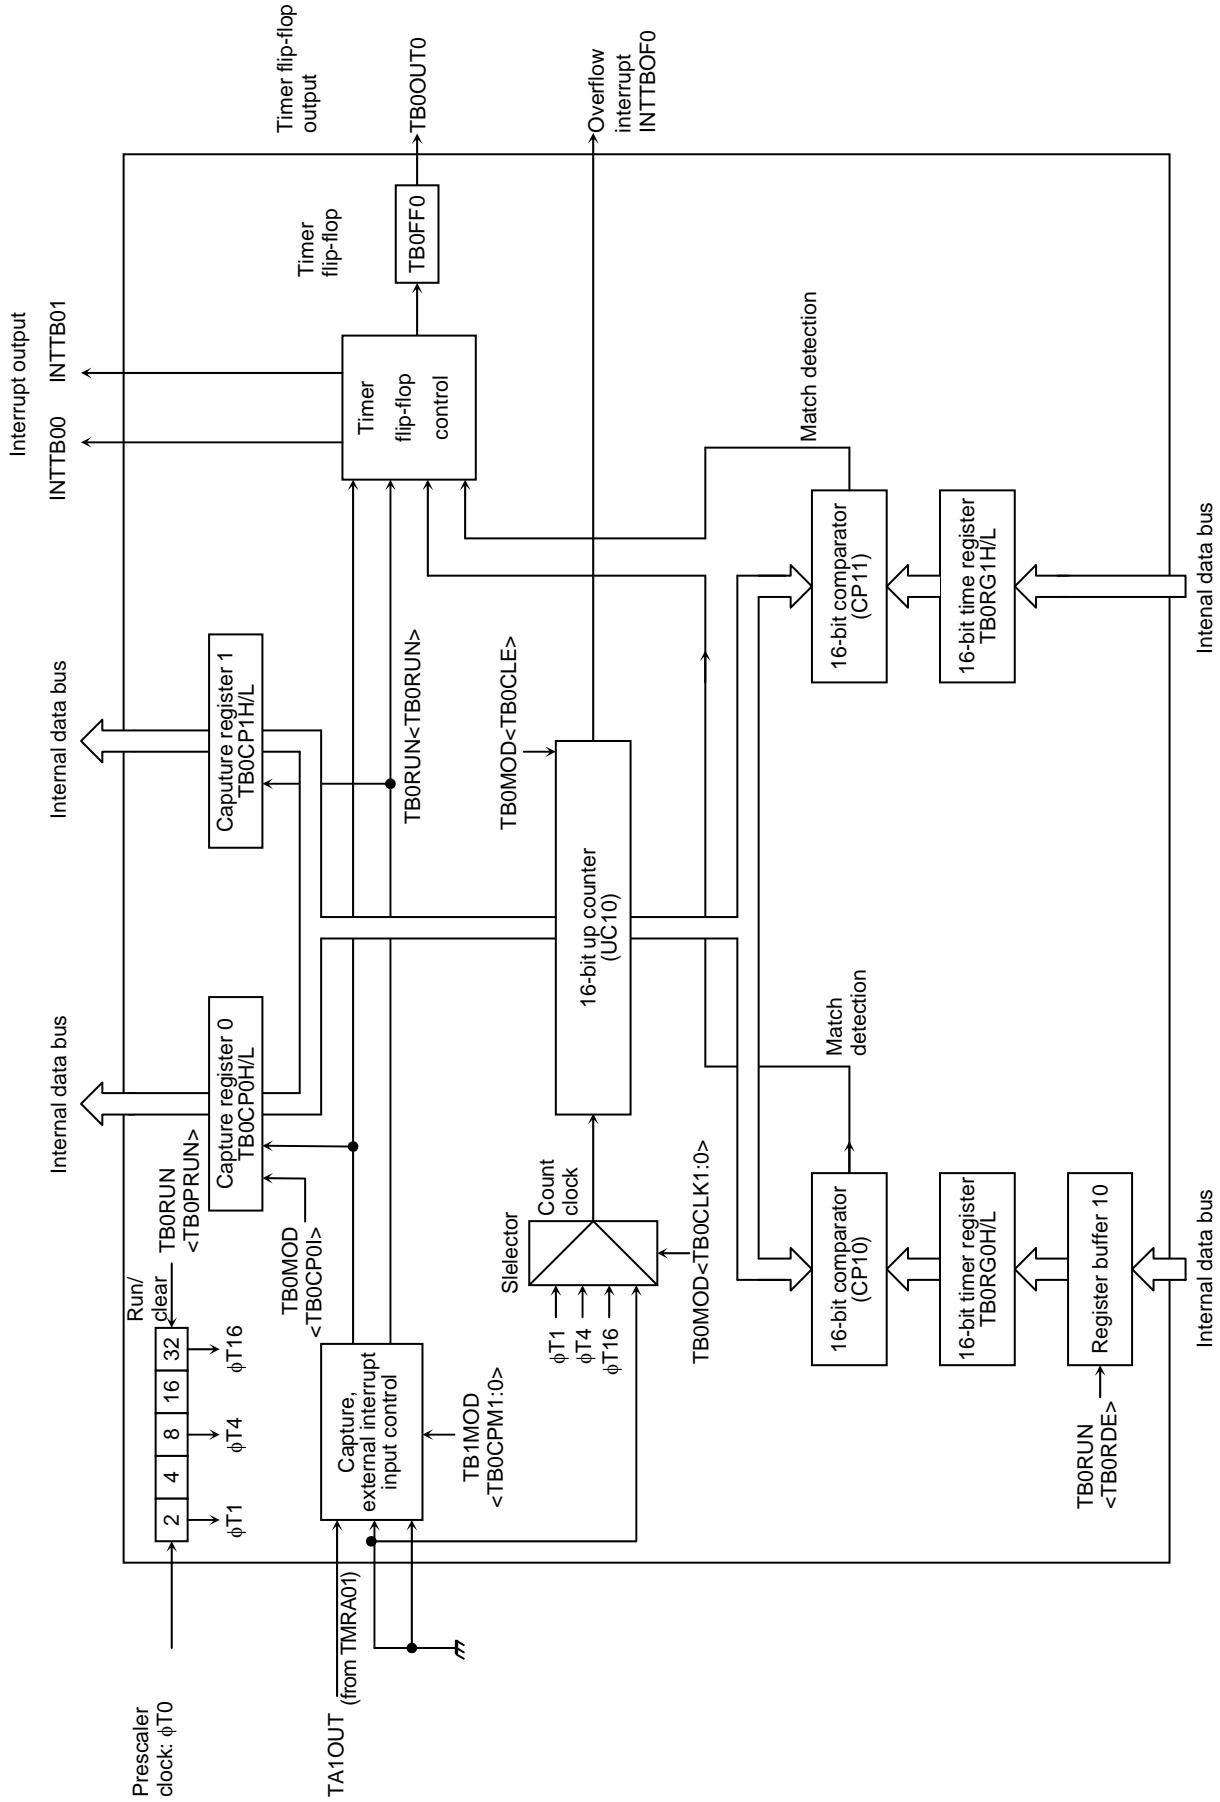 Prescaler
clock: ϕT0
2
4
8
16
32
Run/
clear
TB0RUN
<TB0PRUN>
ϕT1
ϕT4
ϕT16
Internal data bus
Internal data bus
Interrupt output
INTTB00
INTTB01
Capture register 0
TB0CP0H/L
Caputure register 1
TB0CP1H/L
TB0MOD
<TB0CP0I>
TA1OUT
(from TMRA01)
Capture,
external interrupt
input control
TB1MOD
<TB0CPM1:0>
TB0RUN<TB0RUN>
Timer
flip-flop
control
Timer
flip-flop
TB0FF0
Timer flip-flop
output
TB0OUT0
Slelector
Count
clock
ϕT1
ϕT4
ϕT16
TB0MOD<TB0CLK1:0>
16-bit up counter
(UC10)
TB0MOD<TB0CLE>
Overflow
interrupt
INTTBOF0
Match
detection
Match detection
16-bit comparator
(CP10)
16-bit comparator
(CP11)
16-bit timer register
TB0RG0H/L
16-bit time register
TB0RG1H/L
Register buffer 10
TB0RUN
<TB0RDE>
Internal data bus
Intenal data bus